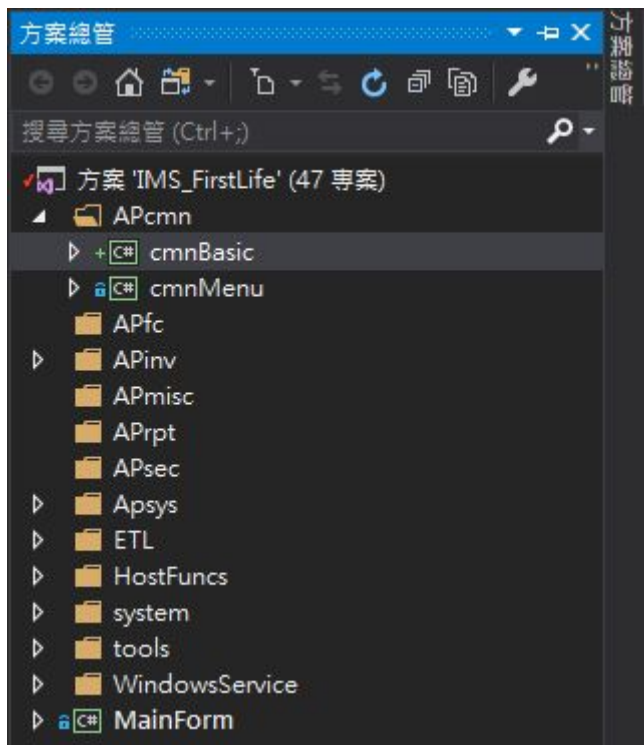 方案總管
方案總管
搜尋方案總管 (Ctrl+;)
方案 'IMS_FirstLife' (47 專案)
APcmn
C# cmnBasic
C# cmnMenu
APfc
APinv
APmisc
APrpt
APsec
Apsys
ETL
HostFuncs
system
tools
WindowsService
C# MainForm